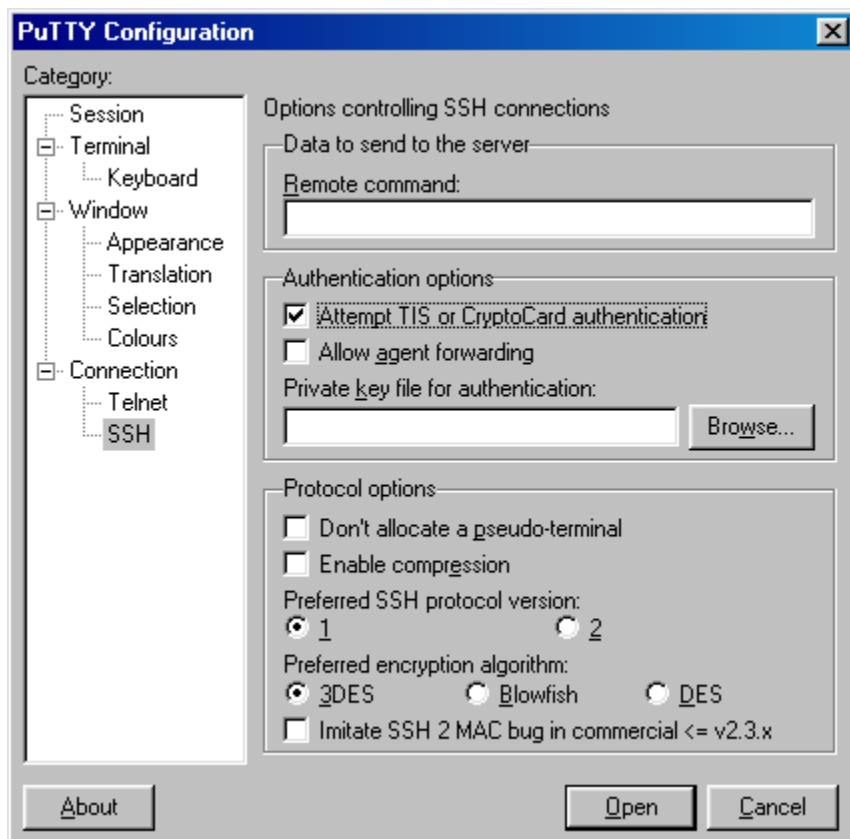 PuTTY Configuration
Category:
Session
Terminal
Keyboard
Window
Appearance
Translation
Selection
Colours
Connection
Telnet
SSH
Options controlling SSH connections
Data to send to the server
Remote command:
Authentication options
Attempt TIS or CryptoCard authentication
Allow agent forwarding
Private key file for authentication:
Browse...
Protocol options
Don't allocate a pseudo-terminal
Enable compression
Preferred SSH protocol version:
1 2
Preferred encryption algorithm:
3DES Blowfish DES
Imitate SSH 2 MAC bug in commercial <= v2.3.x
About Open Cancel